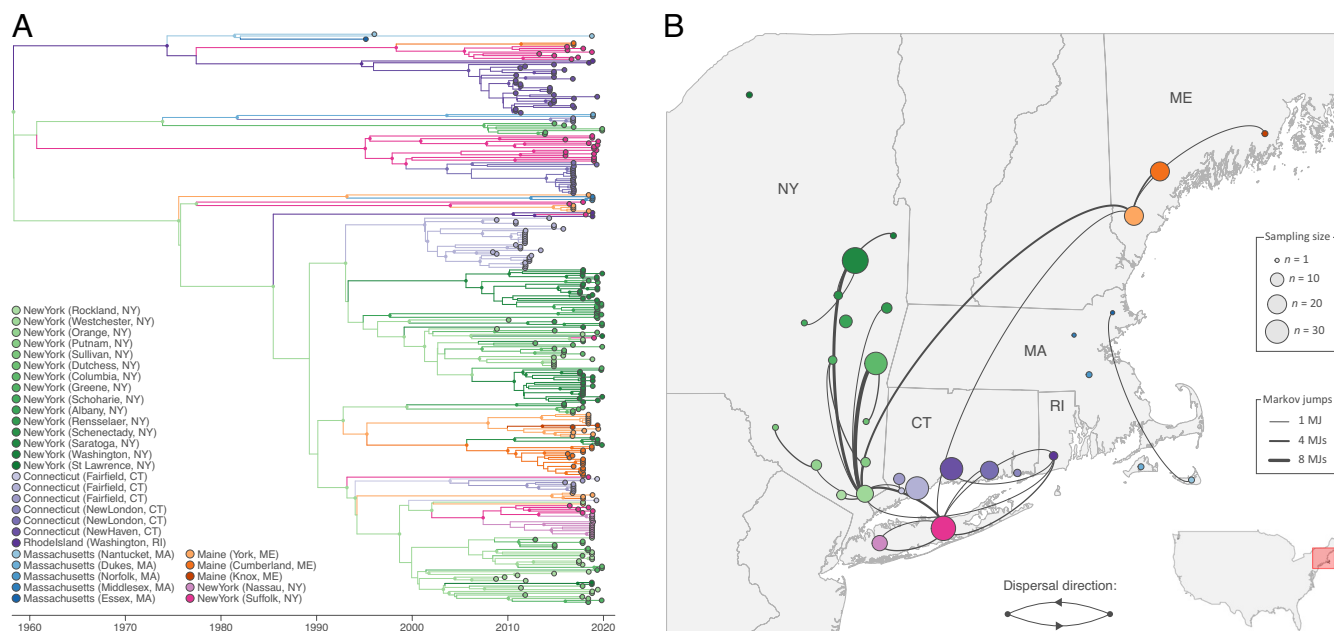 A
NewYork (Rockland, NY)
NewYork (Westchester, NY)
NewYork (Orange, NY)
NewYork (Putnam, NY)
NewYork (Sullivan, NY)
NewYork (Dutchess, NY)
NewYork (Columbia, NY)
NewYork (Greene, NY)
NewYork (Schoharie, NY)
NewYork (Albany, NY)
NewYork (Rensselaer, NY)
NewYork (Schenectady, NY)
NewYork (Saratoga, NY)
NewYork (Washington, NY)
NewYork (St Lawrence, NY)
Connecticut (Fairfield, CT)
Connecticut (Fairfield, CT)
Connecticut (Fairfield, CT)
Connecticut (NewLondon, CT)
Connecticut (NewLondon, CT)
Connecticut (NewHaven, CT)
RhodeIsland (Washington, RI)
Massachusetts (Nantucket, MA)
Massachusetts (Dukes, MA)
Massachusetts (Norfolk, MA)
Massachusetts (Middlesex, MA)
Massachusetts (Essex, MA)
Maine (York, ME)
Maine (Cumberland, ME)
Maine (Knox, ME)
NewYork (Nassau, NY)
NewYork (Suffolk, NY)
1960 1970 1980 1990 2000 2010 2020
B
ME
NY
MA
CT
RI
Sampling size
n = 1
n = 10
n = 20
n = 30
Markov jumps
1 MJ
4 MJs
8 MJs
Dispersal direction: